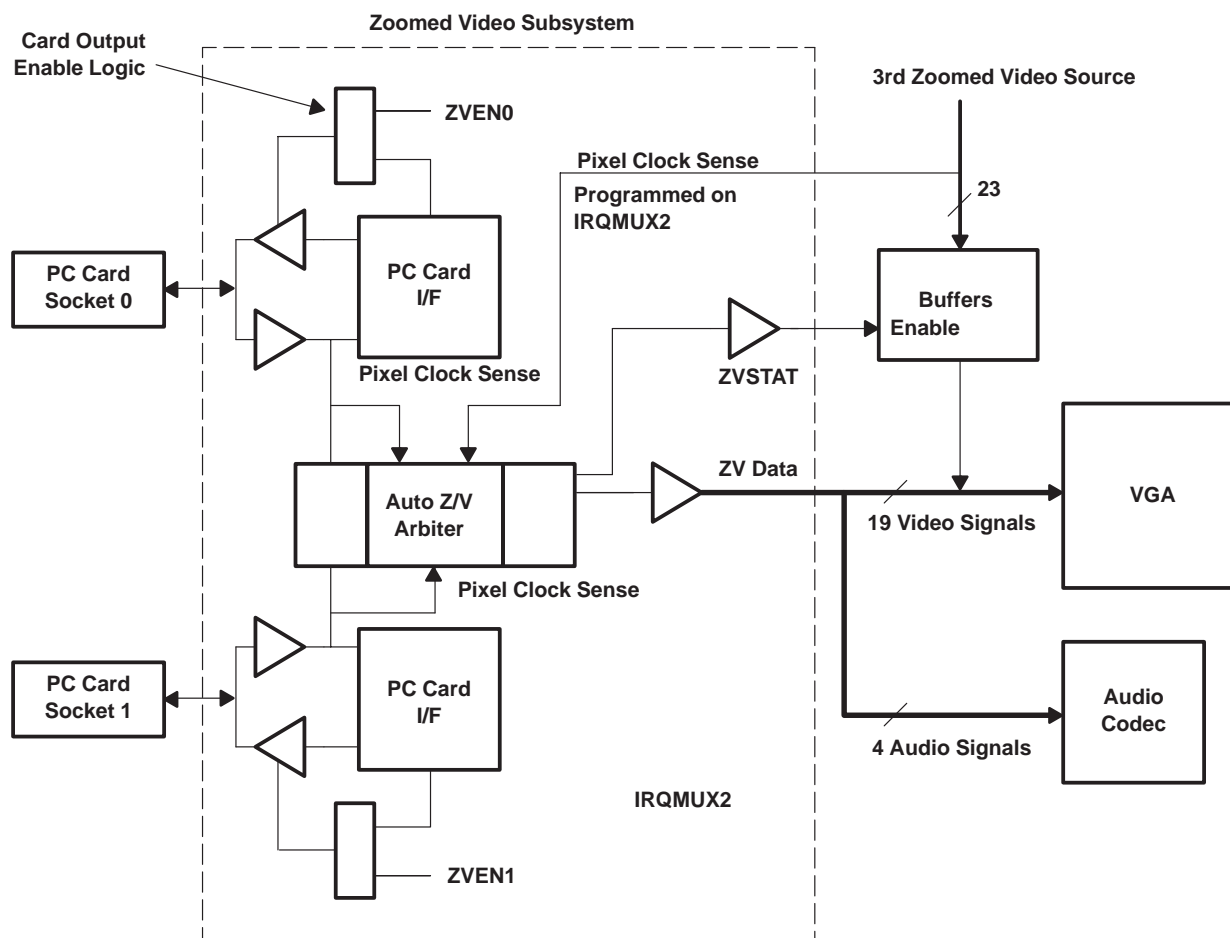 Zoomed Video Subsystem
Card Output
Enable Logic
3rd Zoomed Video Source
ZVEN0
Pixel Clock Sense
Programmed on
IRQMUX2
23
PC Card
Socket 0
PC Card
I/F
Buffers
Enable
Pixel Clock Sense
ZVSTAT
Auto Z/V
Arbiter
ZV Data
19 Video Signals
VGA
Pixel Clock Sense
PC Card
Socket 1
PC Card
I/F
Audio
Codec
4 Audio Signals
IRQMUX2
ZVEN1